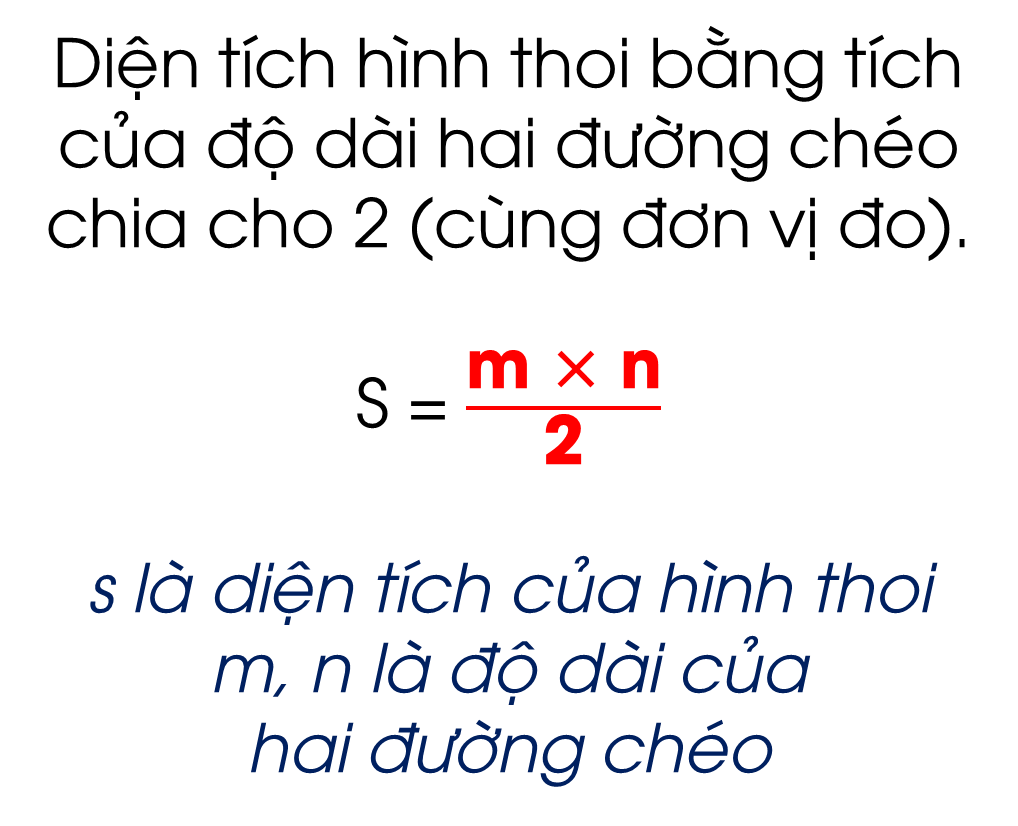 Diện tích hình thoi bằng tích
của độ dài hai đường chéo
chia cho 2 (cùng đơn vị đo).
S = m × n / 2
s là diện tích của hình thoi
m, n là độ dài của
hai đường chéo